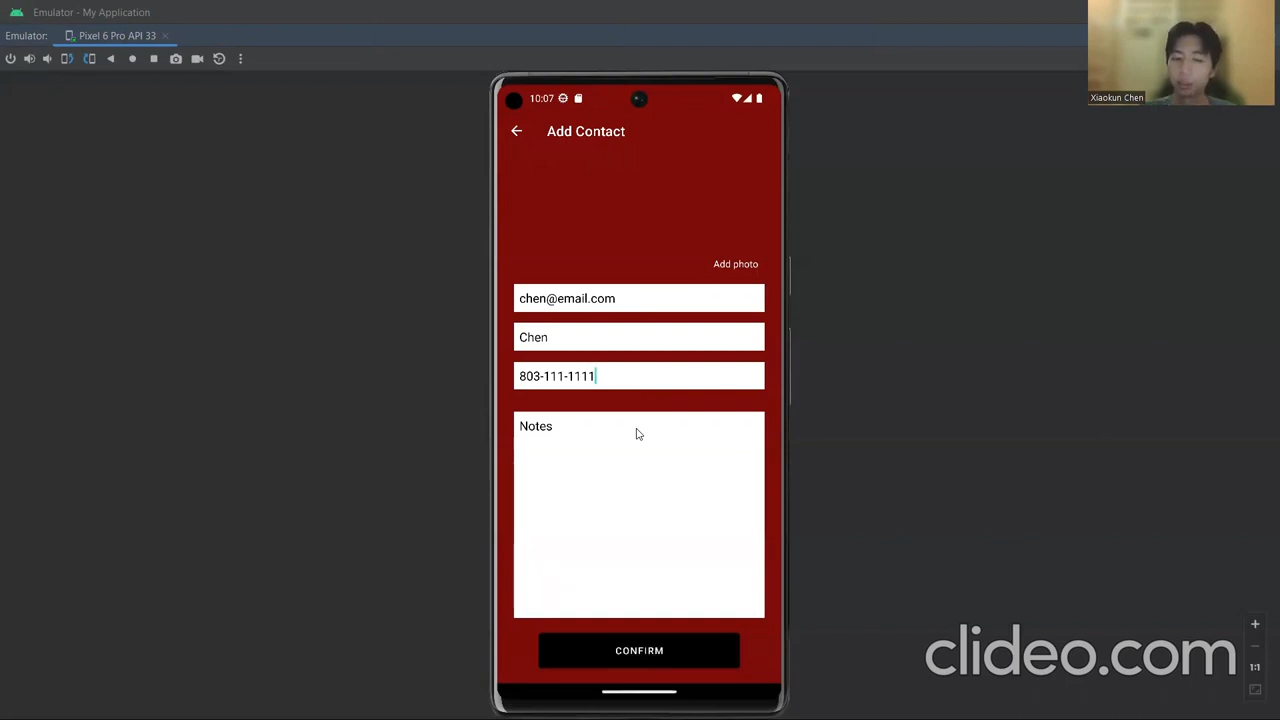 Emulator - My Application
Emulator:
Pixel 6 Pro API 33
Xiaokun Chen
10:07
Add Contact
Add photo
chen@email.com
Chen
803-111-1111
Notes
CONFIRM
clideo.com
1:1